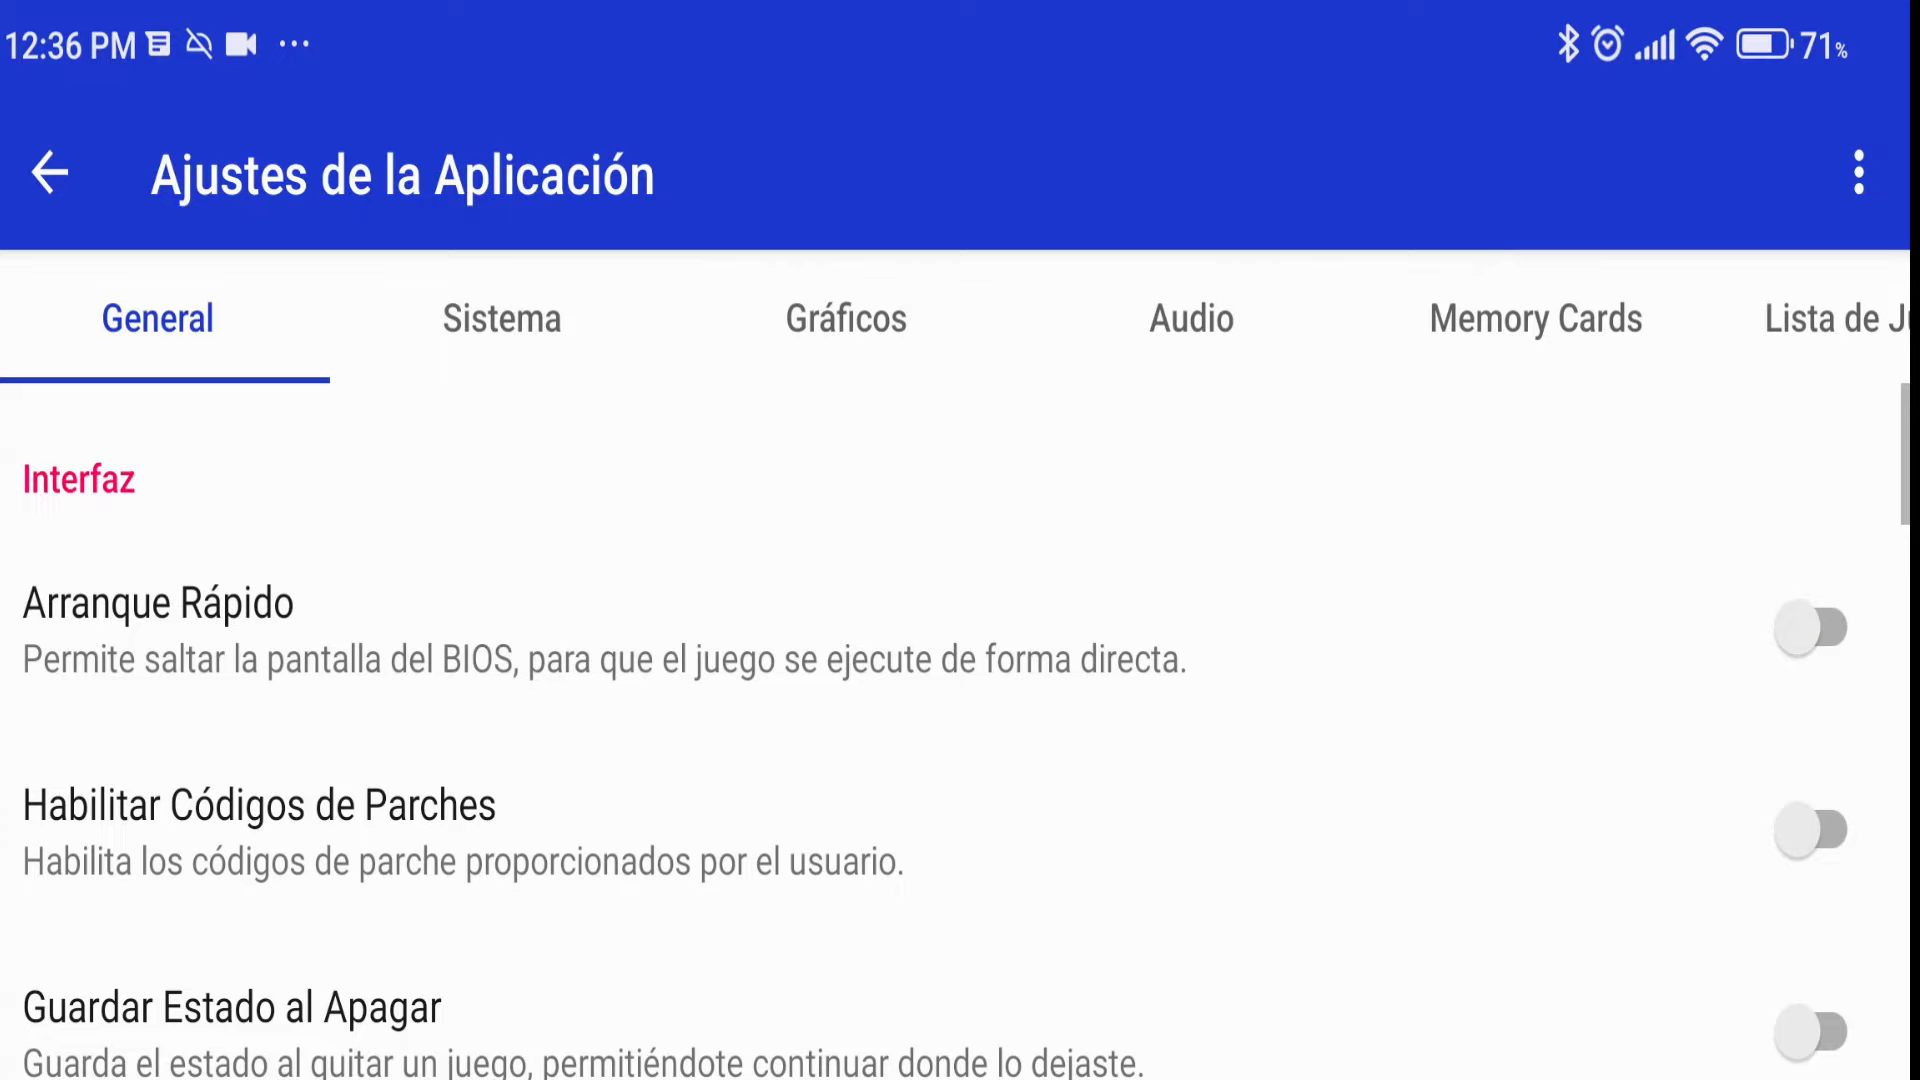 12:36 PM
71%
Ajustes de la Aplicación
General Sistema Gráficos Audio Memory Cards Lista de
Interfaz
Arranque Rápido
Permite saltar la pantalla del BIOS, para que el juego se ejecute de forma directa.
Habilitar Códigos de Parches
Habilita los códigos de parche proporcionados por el usuario.
Guardar Estado al Apagar
Guarda el estado al quitar un juego, permitiéndote continuar donde lo dejaste.